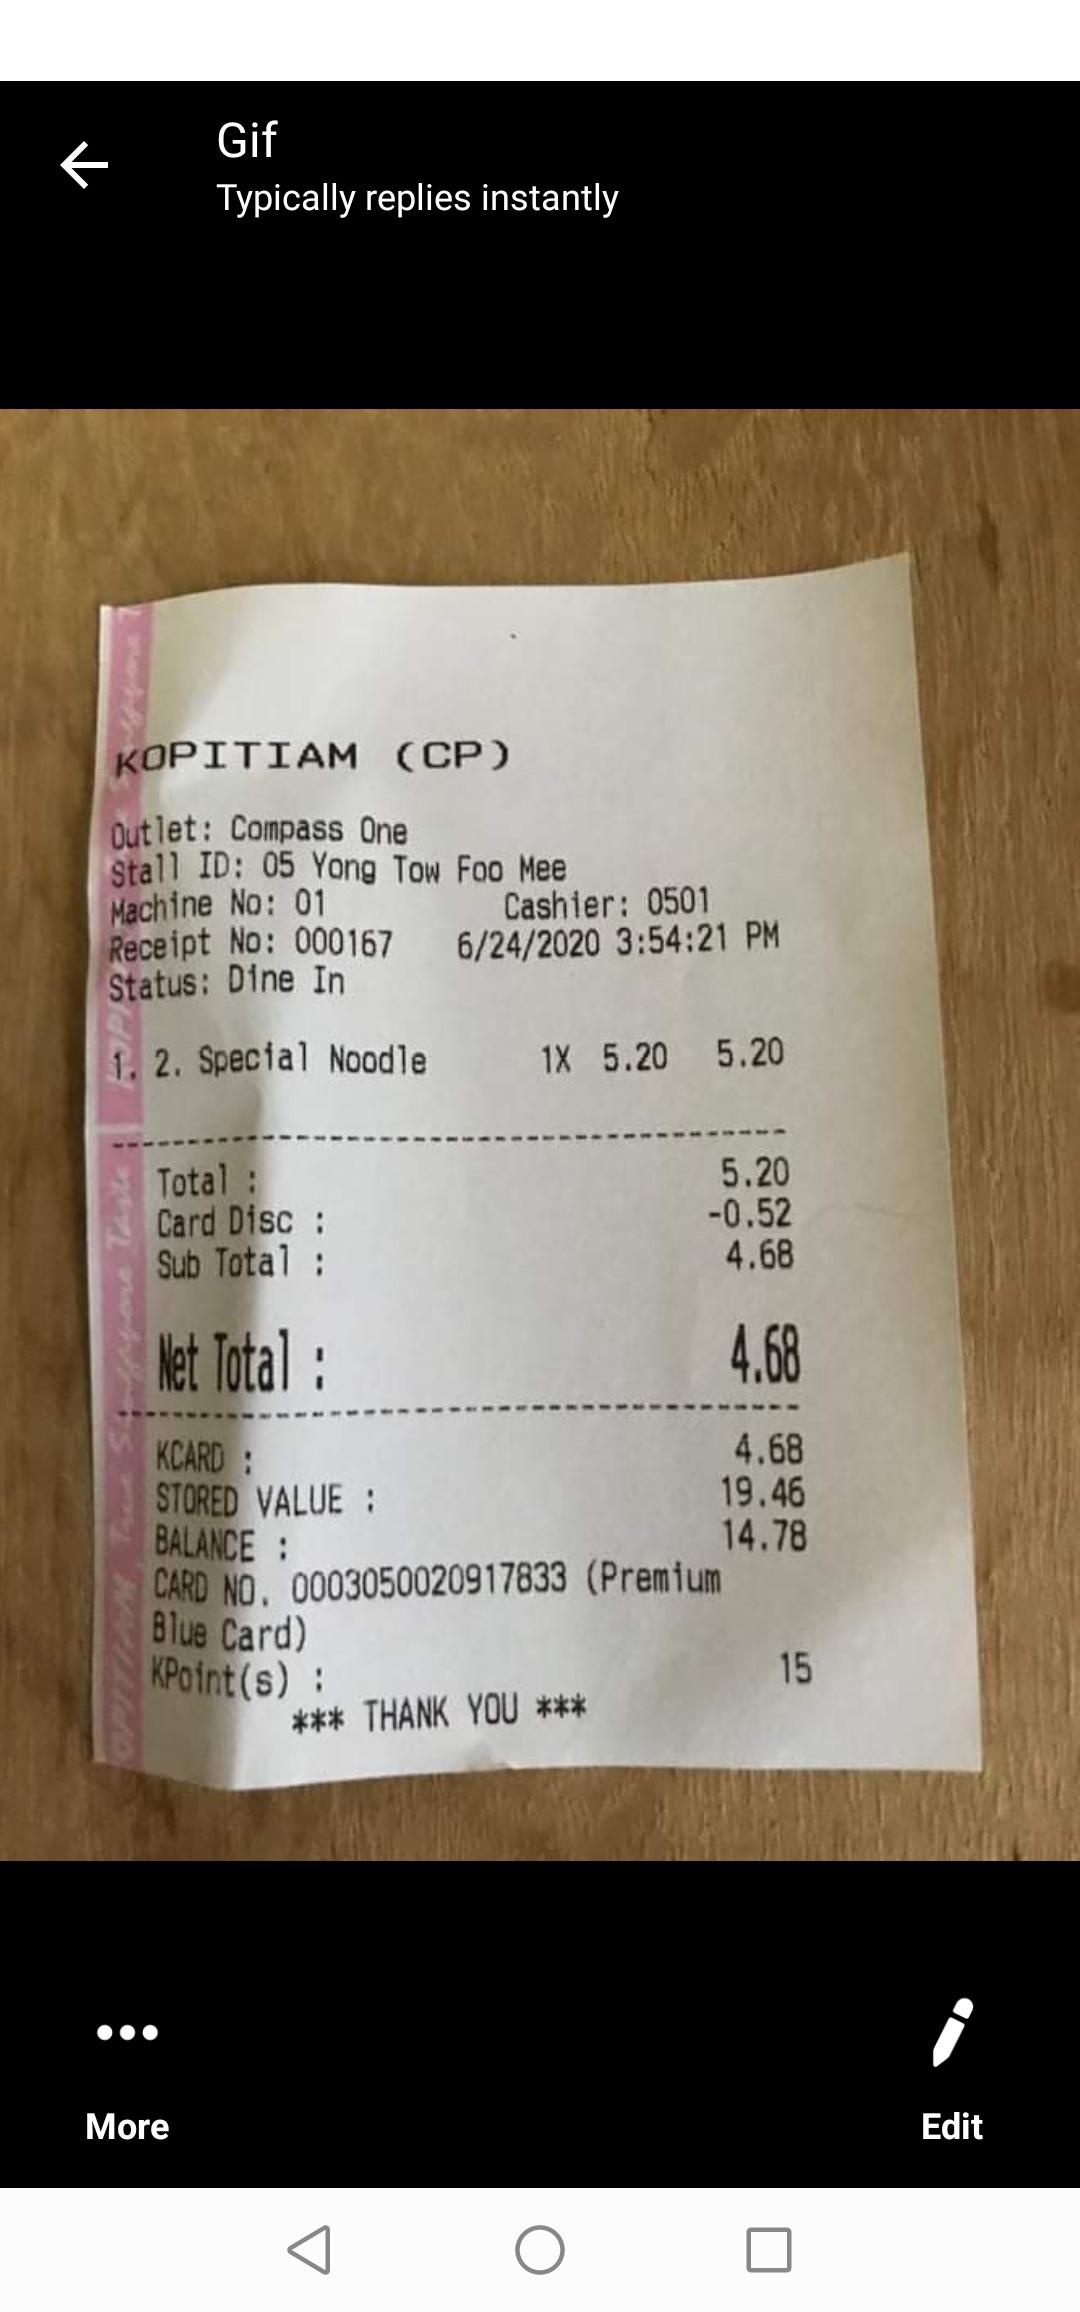 Gif
Typically replies instantly
KOPITIAM (CP)
Outlet: Compass One
Stall ID: 05 Yong Tow Foo Mee
Machine No: 01 Cashier: 0501
Receipt No: 000167 6/24/2020 3:54:21 PM
Status: Dine In
1. 2. Special Noodle 1X 5.20 5.20
Total : 5.20
Card Disc : -0.52
Sub Total : 4.68
Net Total : 4.68
KCARD : 4.68
STORED VALUE : 19.46
BALANCE : 14.78
CARD NO. 0003050020917833 (Premium
Blue Card)
KPoint(s) : 15
*** THANK YOU ***
More
Edit